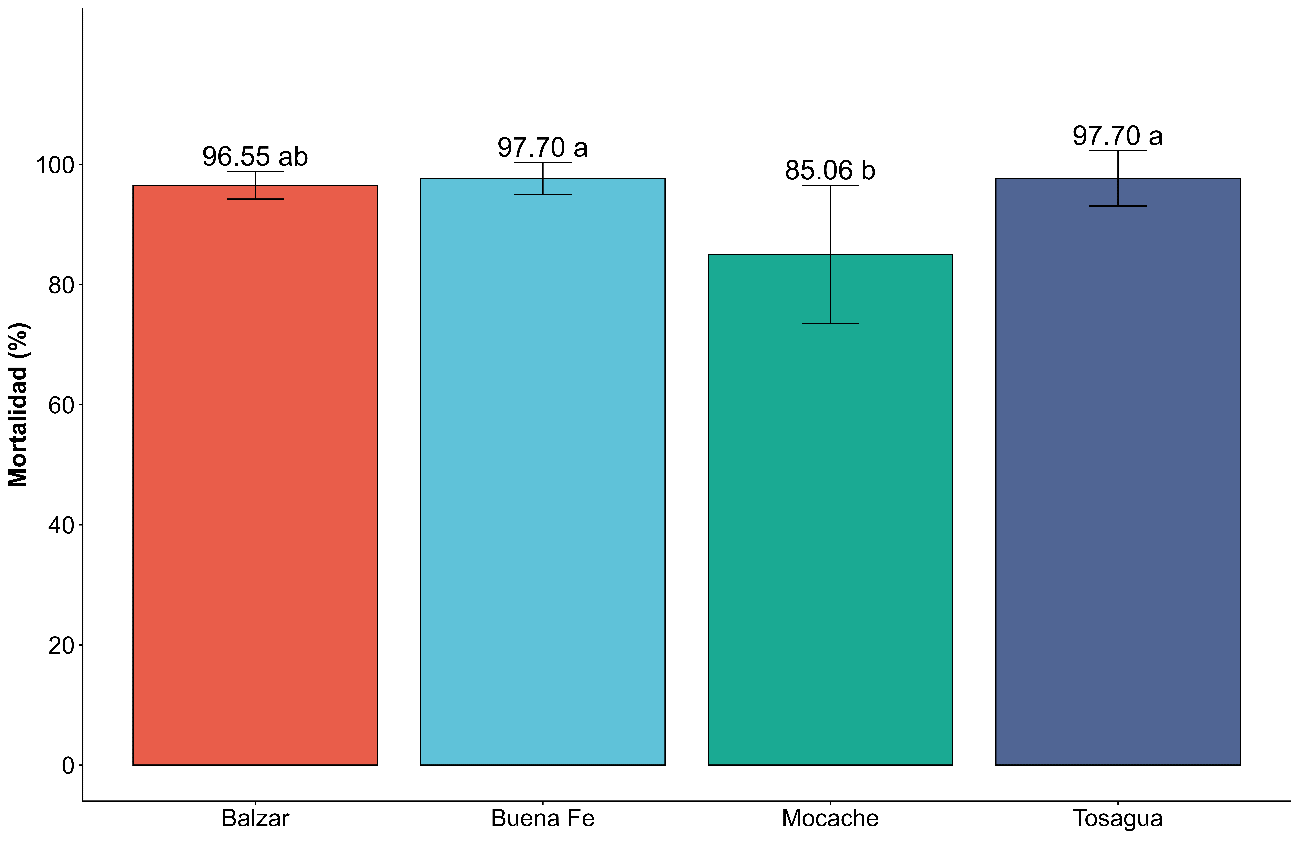 Mortalidad (%)
100
80
60
40
20
0
96.55 ab
97.70 a
85.06 b
97.70 a
Balzar
Buena Fe
Mocache
Tosagua